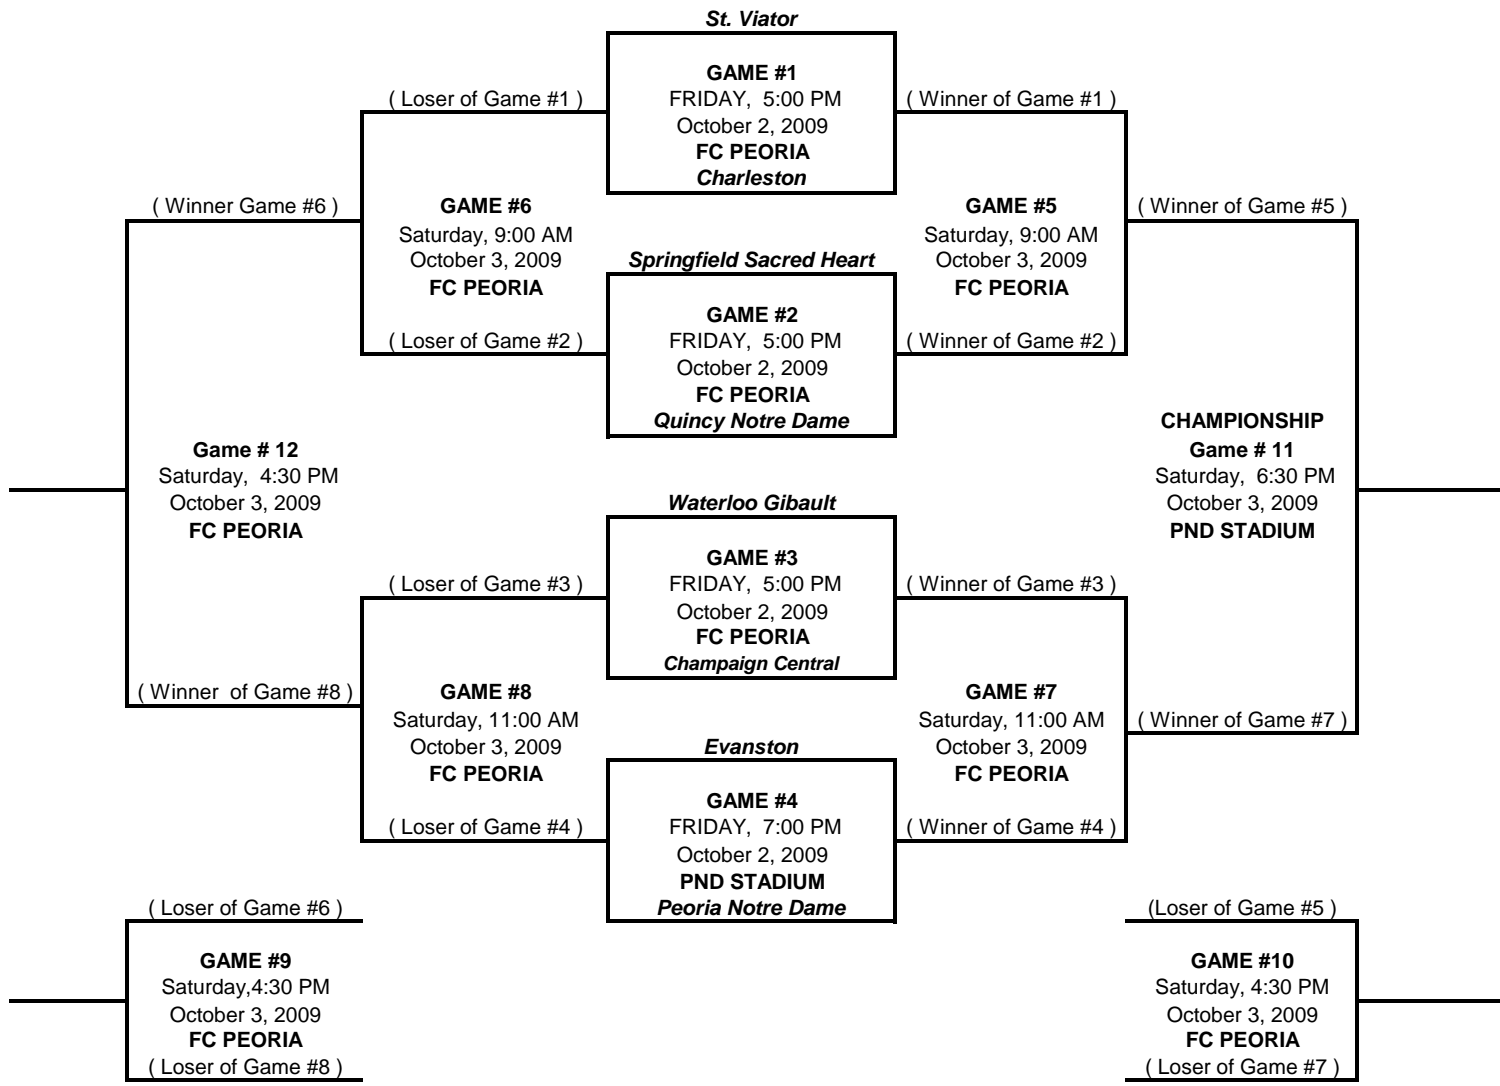 St. Viator
GAME #1
FRIDAY,  5:00 PM
October 2, 2009
FC PEORIA
Charleston
( Loser of Game #1 )
( Winner of Game #1 )
( Winner Game #6 )
GAME #6
Saturday, 9:00 AM
October 3, 2009
FC PEORIA
GAME #5
Saturday, 9:00 AM
October 3, 2009
FC PEORIA
( Winner of Game #5 )
Springfield Sacred Heart
GAME #2
FRIDAY,  5:00 PM
October 2, 2009
FC PEORIA
Quincy Notre Dame
( Loser of Game #2 )
( Winner of Game #2 )
Game # 12
Saturday,  4:30 PM
October 3, 2009
FC PEORIA
CHAMPIONSHIP
Game # 11
Saturday,  6:30 PM
October 3, 2009
PND STADIUM
Waterloo Gibault
GAME #3
FRIDAY,  5:00 PM
October 2, 2009
FC PEORIA
Champaign Central
( Loser of Game #3 )
( Winner of Game #3 )
( Winner  of Game #8 )
GAME #8
Saturday, 11:00 AM
October 3, 2009
FC PEORIA
GAME #7
Saturday, 11:00 AM
October 3, 2009
FC PEORIA
( Winner of Game #7 )
Evanston
GAME #4
FRIDAY,  7:00 PM
October 2, 2009
PND STADIUM
Peoria Notre Dame
( Loser of Game #4 )
( Winner of Game #4 )
( Loser of Game #6 )
GAME #9
Saturday,4:30 PM
October 3, 2009
FC PEORIA
( Loser of Game #8 )
(Loser of Game #5 )
GAME #10
Saturday, 4:30 PM
October 3, 2009
FC PEORIA
( Loser of Game #7 )